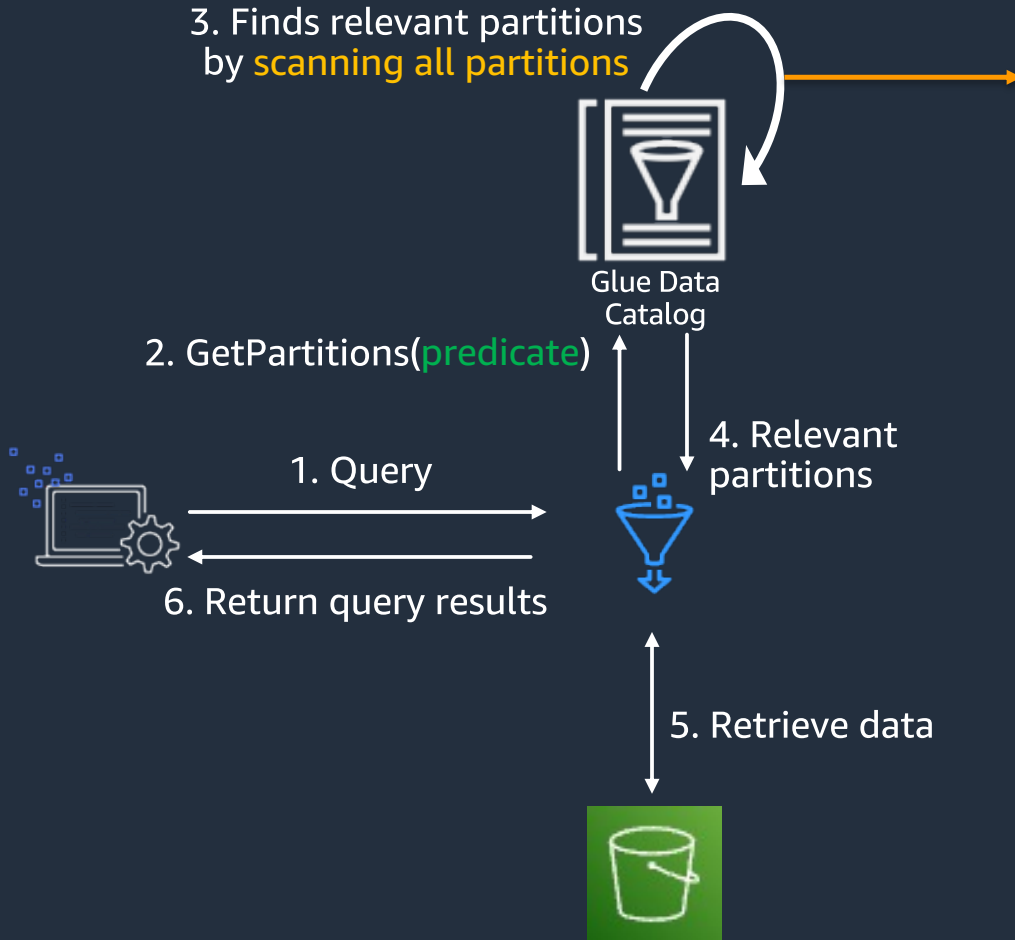 3. Finds relevant partitions
by scanning all partitions
Glue Data
Catalog
2. GetPartitions(predicate)
4. Relevant
partitions
1. Query
6. Return query results
5. Retrieve data